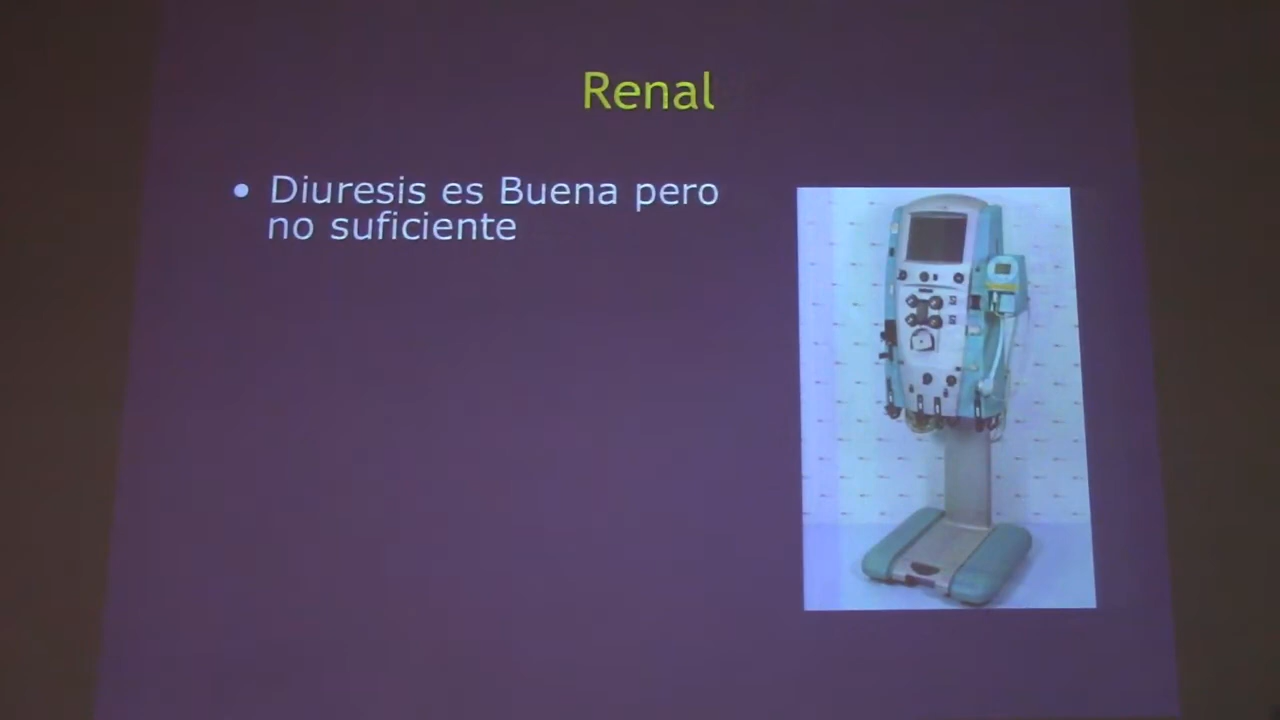 Renal
• Diuresis es Buena pero
no suficiente